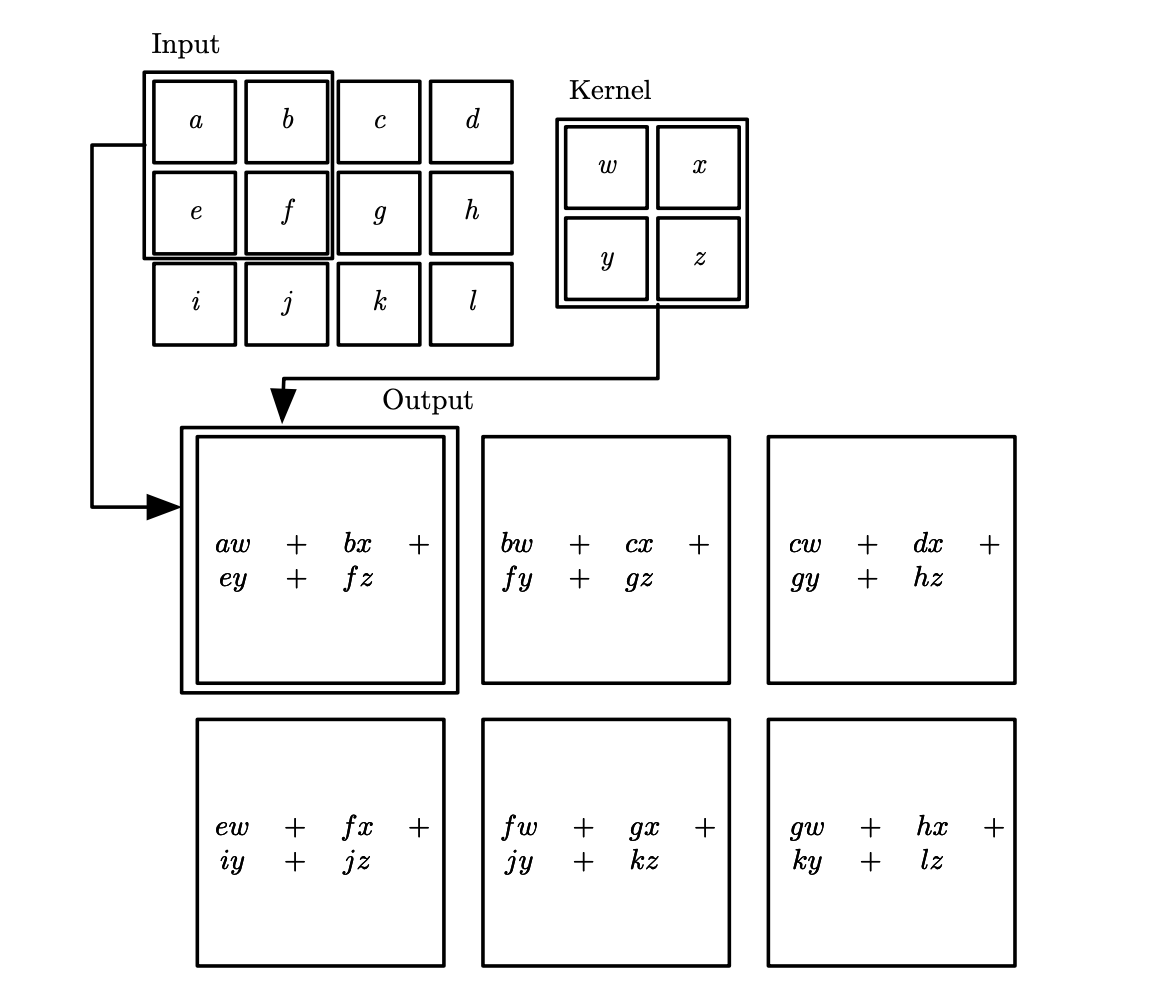 Input
a b c d
e f g h
i j k l
Kernel
w x
y z
Output
aw + bx +
ey + fz
bw + cx +
fy + gz
cw + dx +
gy + hz
ew + fx +
iy + jz
fw + gx +
jy + kz
gw + hx +
ky + lz